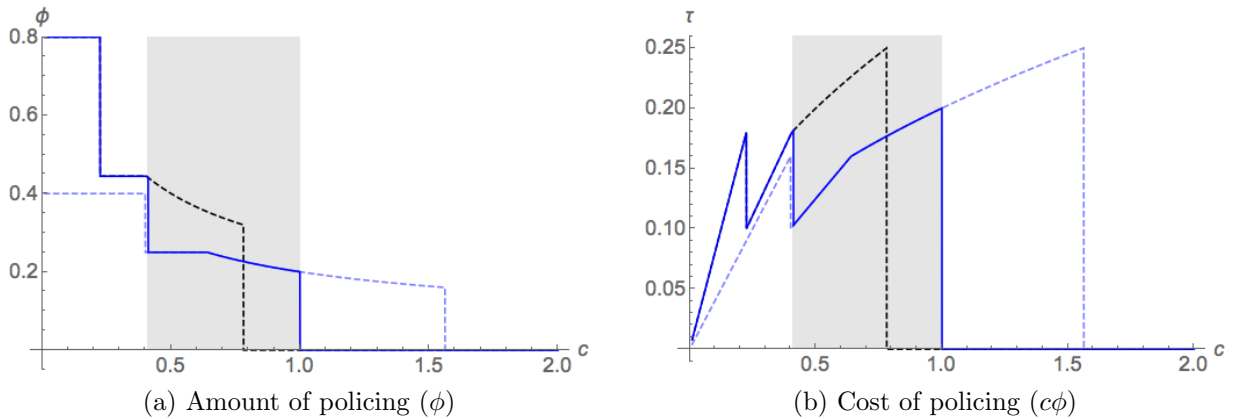 ϕ
0.8
0.6
0.4
0.2
0.5
1.0
1.5
2.0
c
(a) Amount of policing (ϕ)
τ
0.25
0.20
0.15
0.10
0.05
0.5
1.0
1.5
2.0
c
(b) Cost of policing (cϕ)